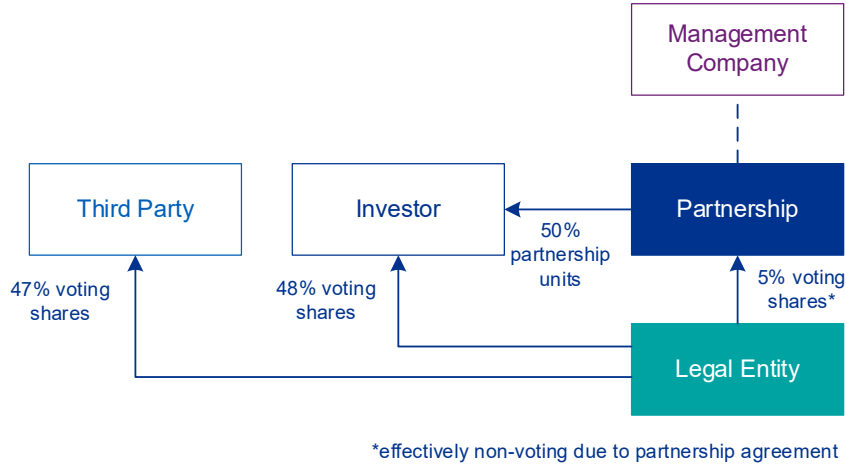 Management
Company
Third Party
Investor
Partnership
50%
partnership
units
47% voting
shares
48% voting
shares
5% voting
shares*
Legal Entity
*effectively non-voting due to partnership agreement